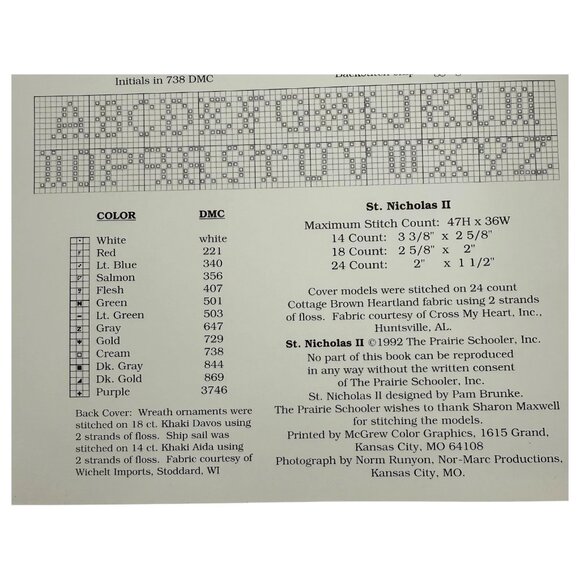 Initials in 738 DMC
COLOR DMC
White white
Red 221
Lt. Blue 340
Salmon 356
Flesh 407
Green 501
Lt. Green 503
Gray 647
Gold 729
Cream 738
Dk. Gray 844
Dk. Gold 869
Purple 3746
Back Cover: Wreath ornaments were
stitched on 18 ct. Khaki Davos using
2 strands of floss. Ship sail was
stitched on 14 ct. Khaki Aida using
2 strands of floss. Fabric courtesy of
Wichelt Imports, Stoddard, WI
St. Nicholas II
Maximum Stitch Count: 47H x 36W
14 Count: 3 3/8" x 2 5/8"
18 Count: 2 5/8" x 2"
24 Count: 2" x 1 1/2"
Cover models were stitched on 24 count
Cottage Brown Heartland fabric using 2 strands
of floss. Fabric courtesy of Cross My Heart, Inc.,
Huntsville, AL.
St. Nicholas II ©1992 The Prairie Schooler, Inc.
No part of this book can be reproduced
in any way without the written consent
of The Prairie Schooler, Inc.
St. Nicholas II designed by Pam Brunke.
The Prairie Schooler wishes to thank Sharon Maxwell
for stitching the models.
Printed by McGrew Color Graphics, 1615 Grand,
Kansas City, MO 64108
Photograph by Norm Runyon, Nor-Marc Productions,
Kansas City, MO.